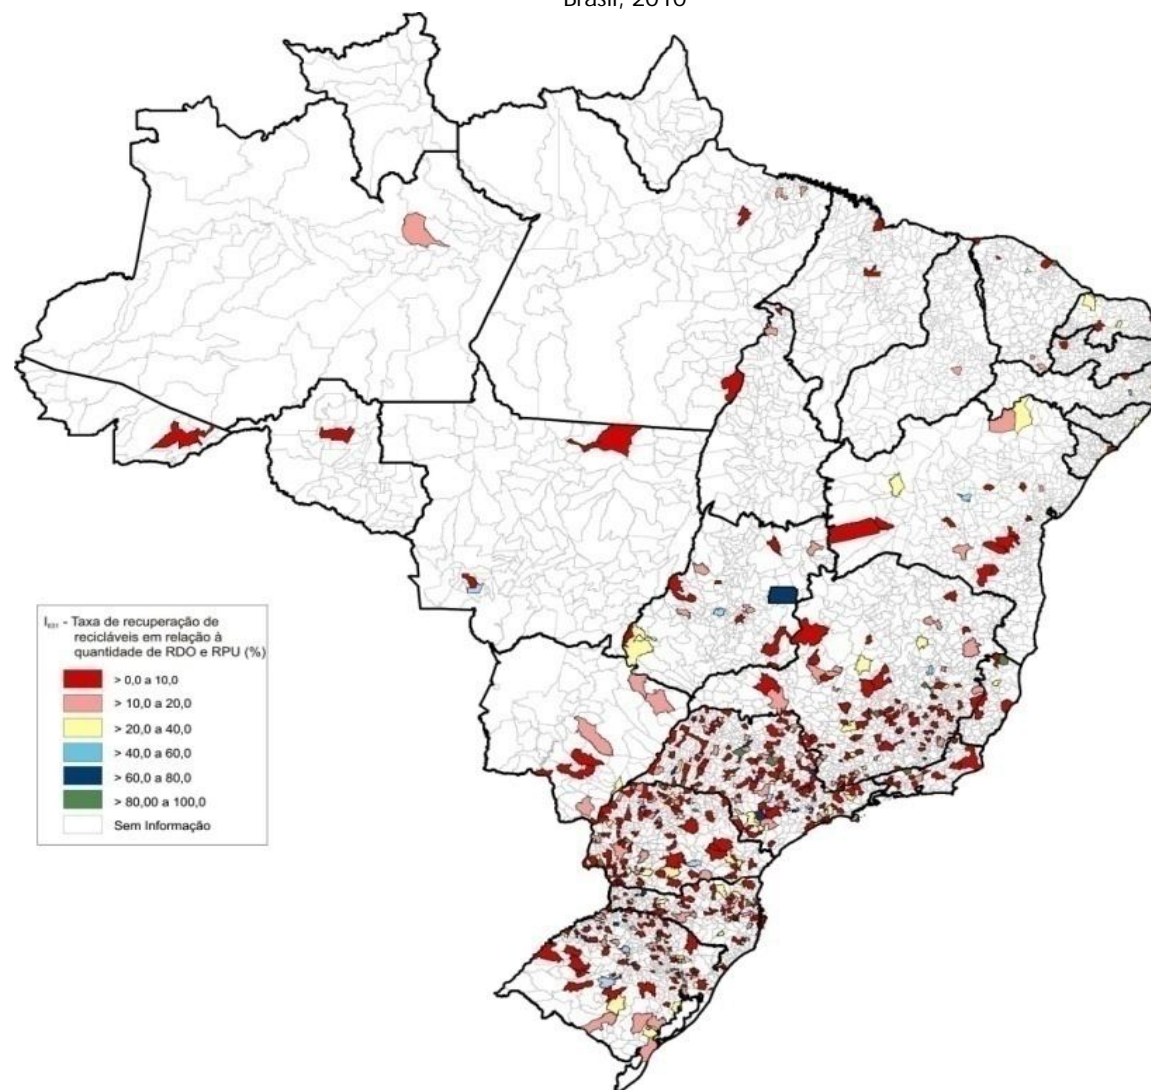 Brasil, 2010
I₀₃₁ - Taxa de recuperação de
recicláveis em relação à
quantidade de RDO e RPU (%)
> 0,0 a 10,0
> 10,0 a 20,0
> 20,0 a 40,0
> 40,0 a 60,0
> 60,0 a 80,0
> 80,00 a 100,0
Sem Informação